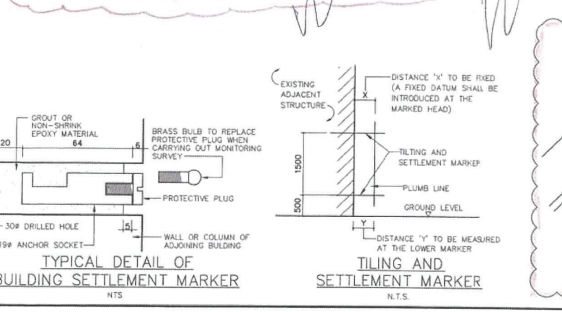 GROUT OR
NON-SHRINK
EPOXY MATERIAL
20
64
6
BRASS BULB TO REPLACE
PROTECTIVE PLUG WHEN
CARRYING OUT MONITORING
SURVEY
PROTECTIVE PLUG
30ø DRILLED HOLE
5
19ø ANCHOR SOCKET
WALL OR COLUMN OF
ADJOINING BULDING
TYPICAL DETAIL OF
BUILDING SETTLEMENT MARKER
NTS
EXISTING
ADJACENT
STRUCTURE
X
DISTANCE 'X' TO BE FIXED
(A FIXED DATUM SHALL BE
INTRODUCED AT THE
MARKED HEAD)
1500
TILTING AND
SETTLEMENT MARKER
PLUMB LINE
500
GROUND LEVEL
Y
DISTANCE 'Y' TO BE MEASURED
AT THE LOWER MARKER
TILING AND
SETTLEMENT MARKER
N.T.S.